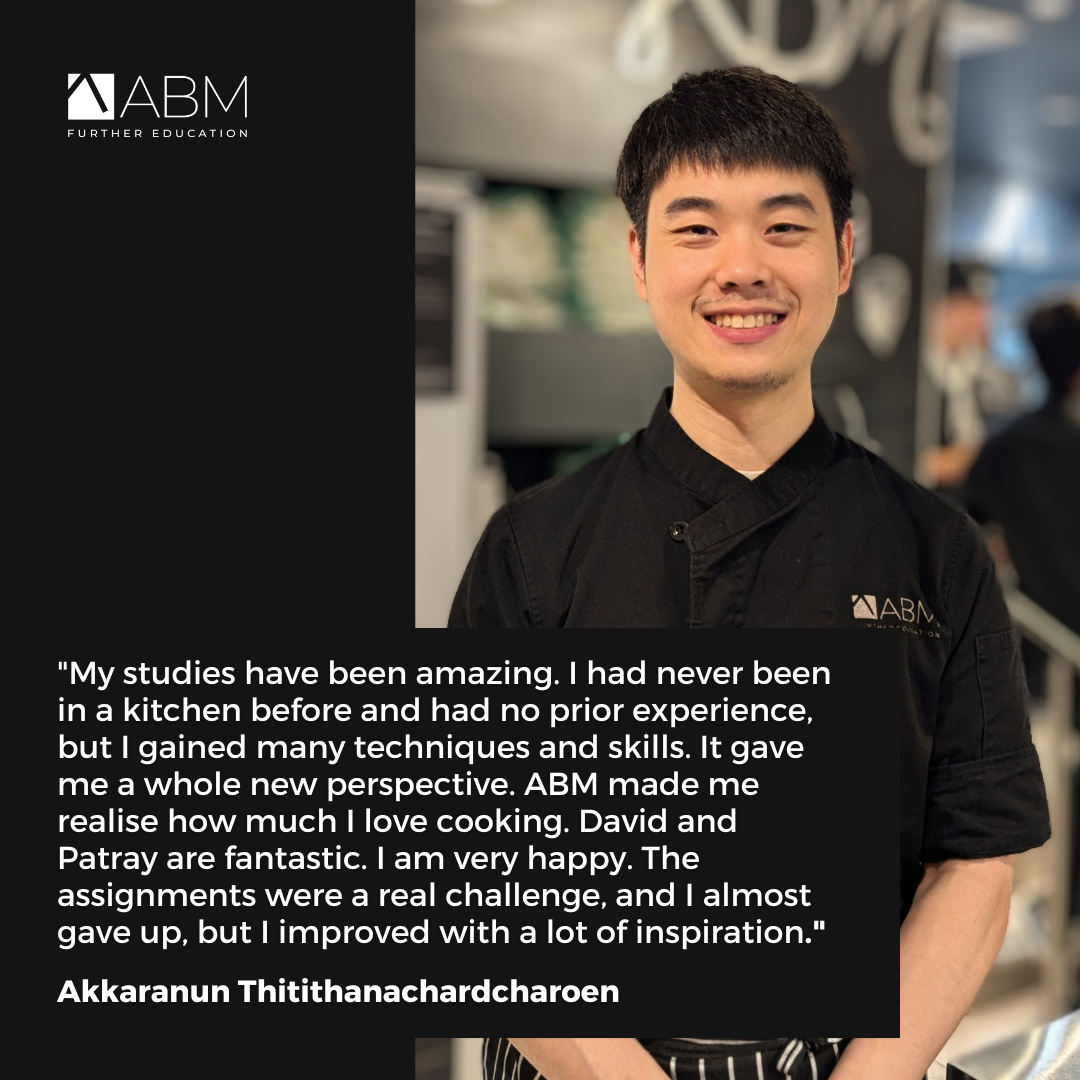 ABM
FURTHER EDUCATION
ABM
"My studies have been amazing. I had never been
in a kitchen before and had no prior experience,
but I gained many techniques and skills. It gave
me a whole new perspective. ABM made me
realise how much I love cooking. David and
Patray are fantastic. I am very happy. The
assignments were a real challenge, and I almost
gave up, but I improved with a lot of inspiration."
Akkaranun Thitithanachardcharoen